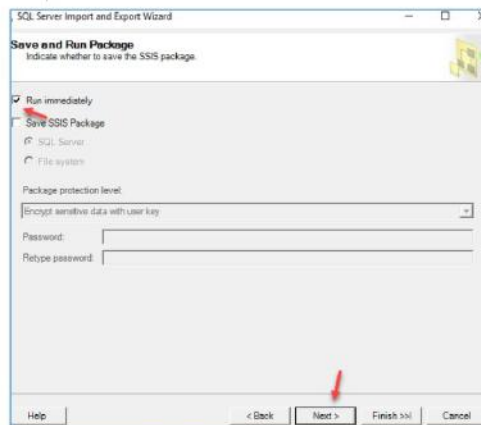 SQL Server Import and Export Wizard
Save and Run Package
Indicate whether to save the SSIS package.
Run immediately
Save SSIS Package
SQL Server
File system
Package protection level:
Encrypt sensitive data with user key
Password:
Retype password:
Help
< Back
Next >
Finish >>|
Cancel